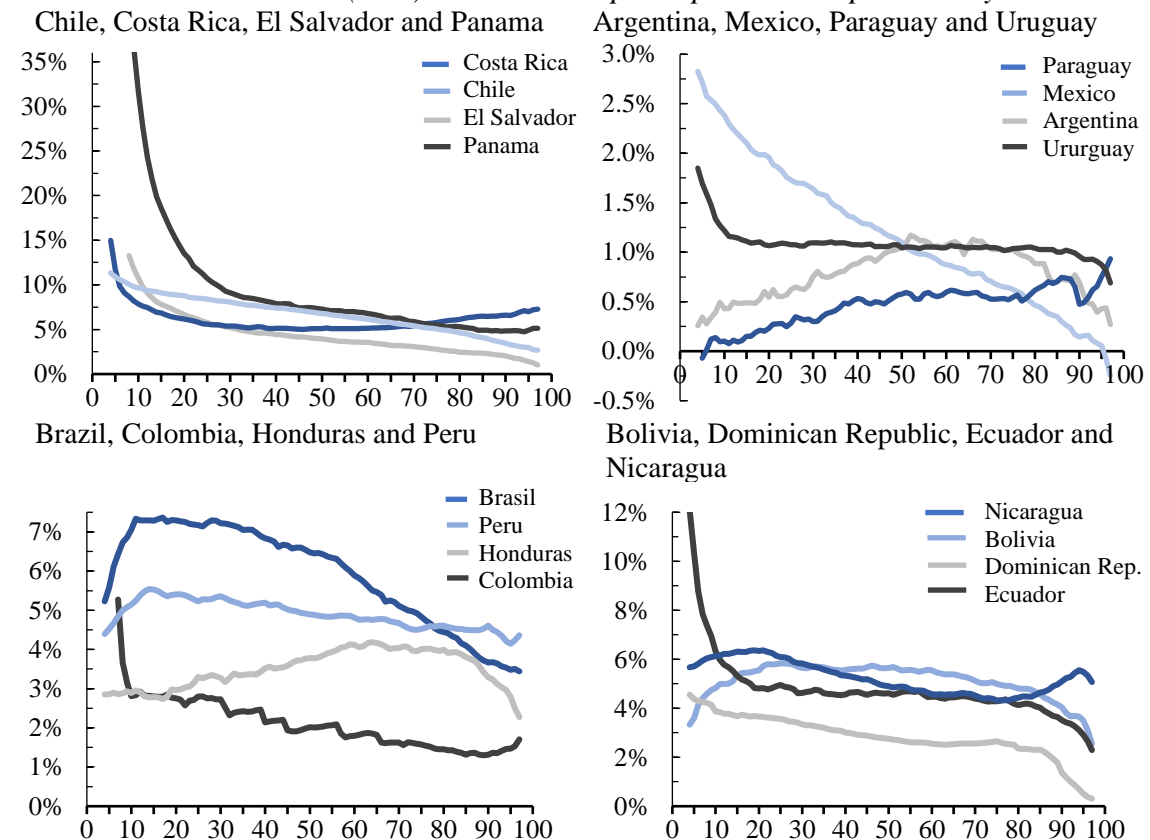 Chile, Costa Rica, El Salvador and Panama
35%
30%
25%
20%
15%
10%
5%
0%
0 10 20 30 40 50 60 70 80 90 100
Costa Rica
Chile
El Salvador
Panama
Argentina, Mexico, Paraguay and Uruguay
3.0%
2.5%
2.0%
1.5%
1.0%
0.5%
0.0%
-0.5%
0 10 20 30 40 50 60 70 80 90 100
Paraguay
Mexico
Argentina
Ururguay
Brazil, Colombia, Honduras and Peru
7%
6%
5%
4%
3%
2%
1%
0%
0 10 20 30 40 50 60 70 80 90 100
Brasil
Peru
Honduras
Colombia
Bolivia, Dominican Republic, Ecuador and
Nicaragua
12%
10%
8%
6%
4%
2%
0%
0 10 20 30 40 50 60 70 80 90 100
Nicaragua
Bolivia
Dominican Rep.
Ecuador